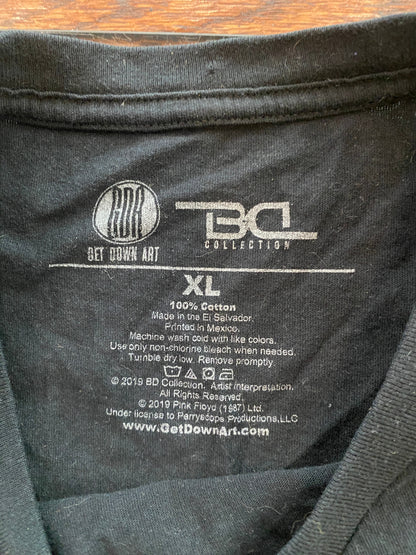 GDA
GET DOWN ART
BD
COLLECTION
XL
100% Cotton
Made in the El Salvador.
Printed in Mexico.
Machine wash cold with like colors.
Use only non-chlorine bleach when needed.
Tumble dry low. Remove promptly.
© 2019 BD Collection. Artist Interpretation.
All Rights Reserved.
© 2019 Pink Floyd (1987) Ltd.
Under license to Perryscope Productions,LLC
www.GetDownArt.com